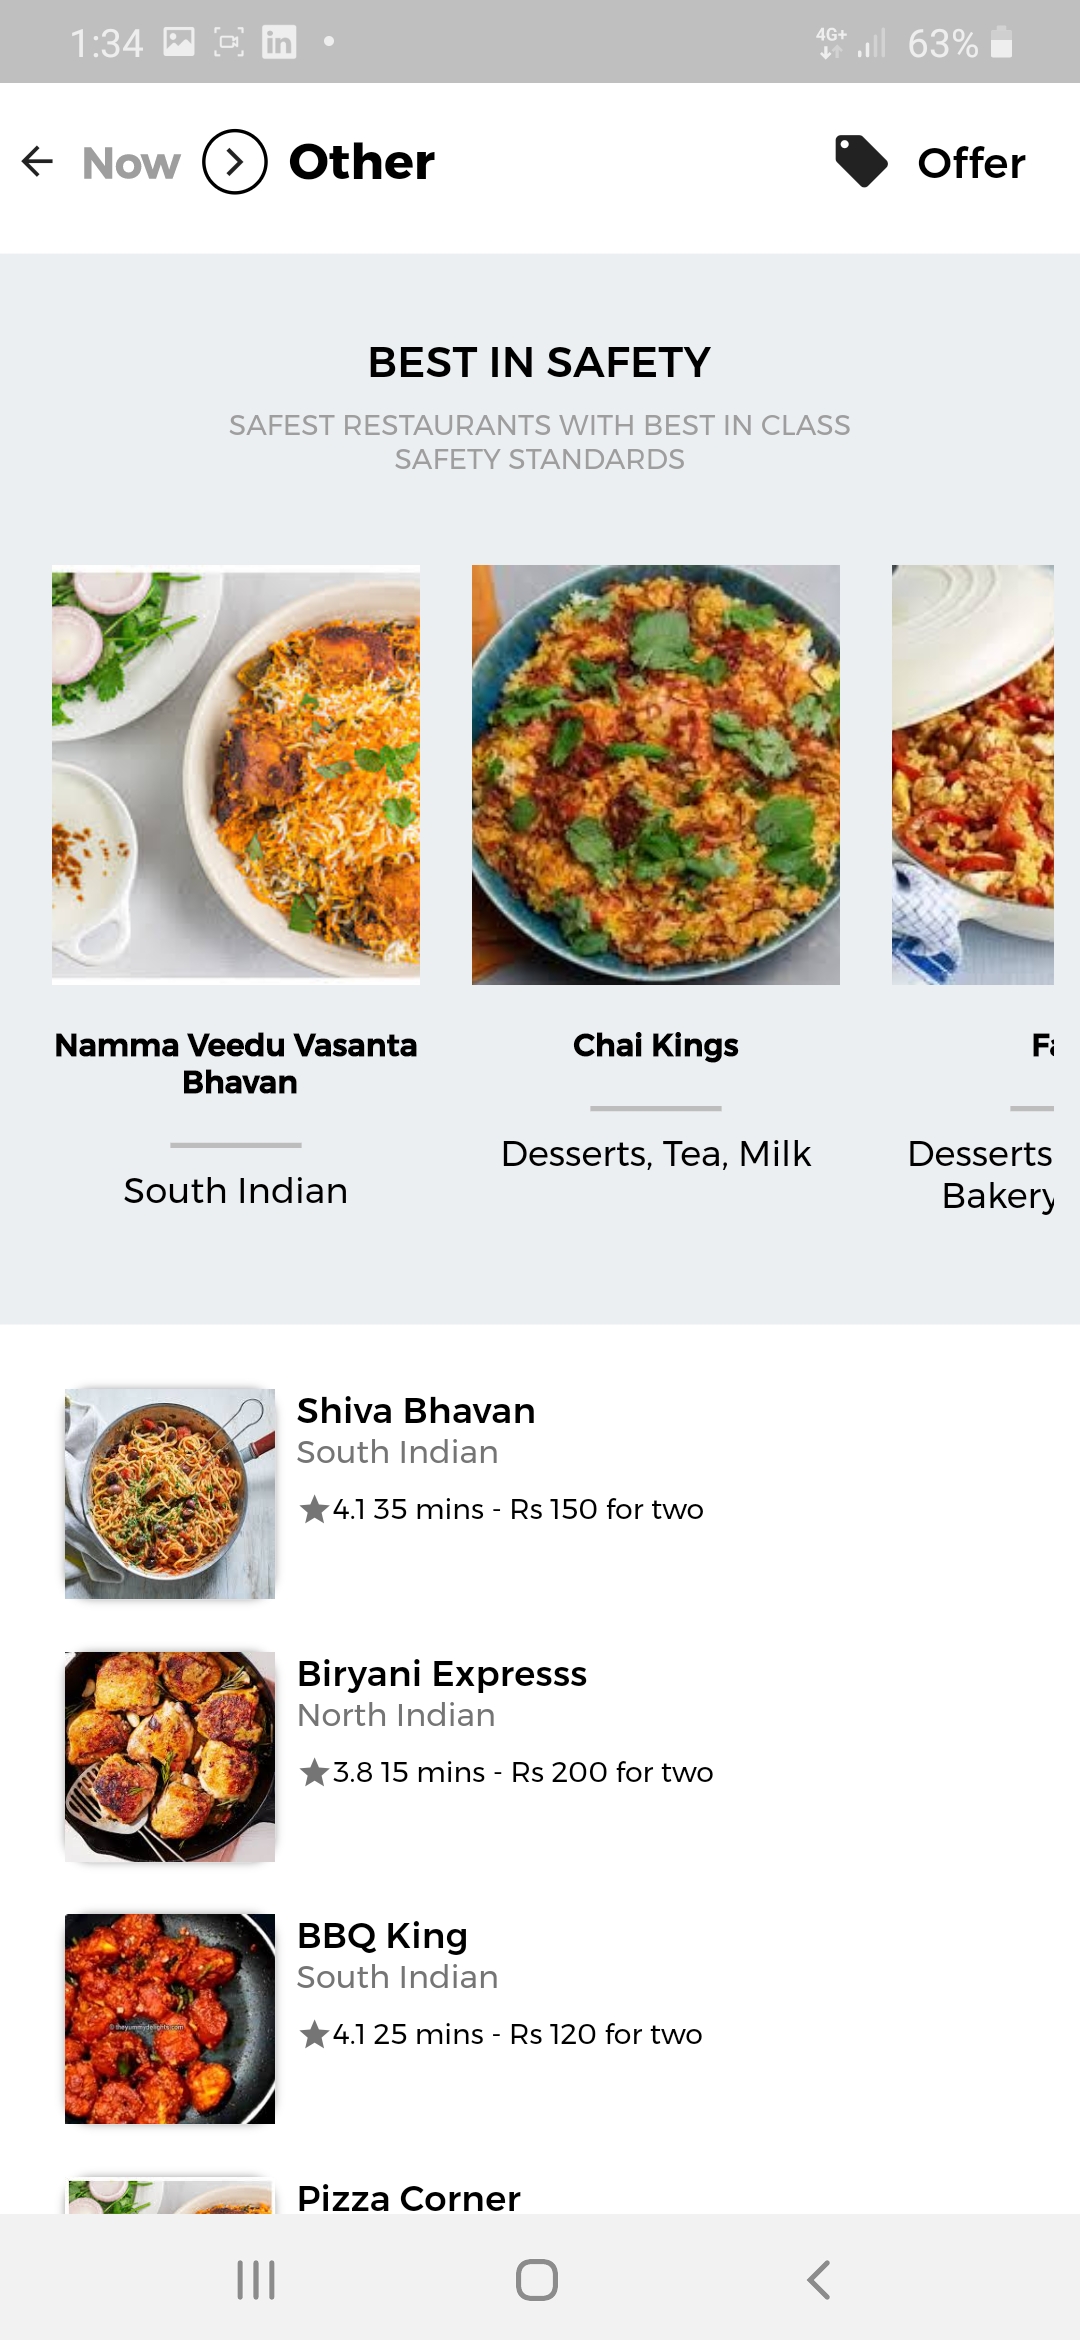 1:34
4G+ 63%
Now Other
Offer
BEST IN SAFETY
SAFEST RESTAURANTS WITH BEST IN CLASS
SAFETY STANDARDS
Namma Veedu Vasanta
Bhavan
South Indian
Chai Kings
Desserts, Tea, Milk
Desserts
Bakery
Shiva Bhavan
South Indian
4.1 35 mins - Rs 150 for two
Biryani Expresss
North Indian
3.8 15 mins - Rs 200 for two
BBQ King
South Indian
4.1 25 mins - Rs 120 for two
© theyummydelights.com
Pizza Corner